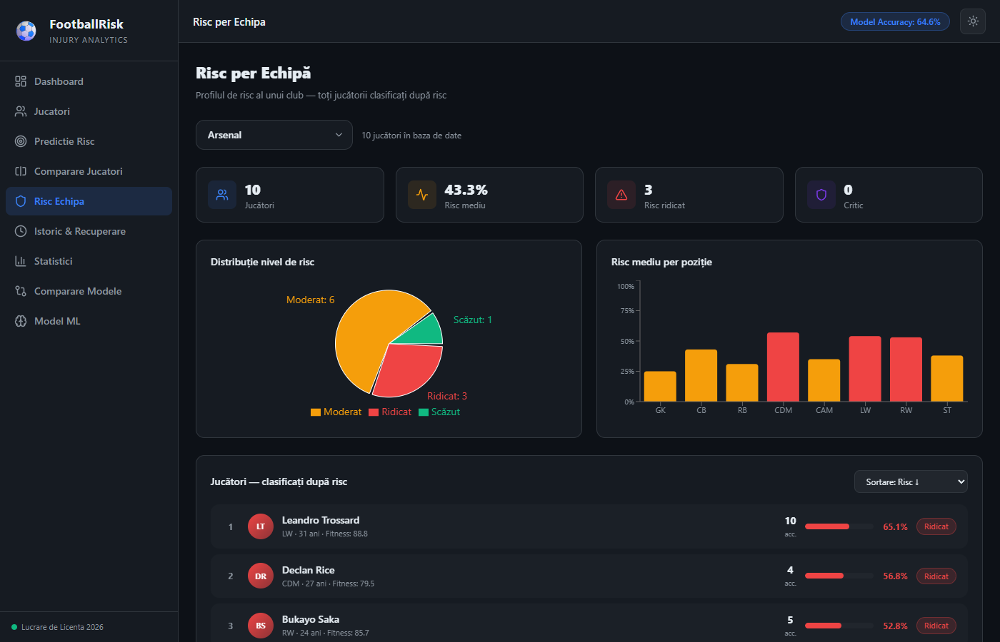 FootballRisk
INJURY ANALYTICS
Dashboard
Jucatori
Predictie Risc
Comparare Jucatori
Risc Echipa
Istoric & Recuperare
Statistici
Comparare Modele
Model ML
Lucrare de Licenta 2026
Risc per Echipa
Model Accuracy: 64.6%
Risc per Echipă
Profilul de risc al unui club — toți jucătorii clasificați după risc
Arsenal
10 jucători în baza de date
10
Jucători
43.3%
Risc mediu
3
Risc ridicat
0
Critic
Distribuție nivel de risc
Moderat: 6
Scăzut: 1
Ridicat: 3
Moderat Ridicat Scăzut
Risc mediu per poziție
100%
75%
50%
25%
0%
GK CB RB CDM CAM LW RW ST
Jucători — clasificați după risc
Sortare: Risc ↓
1 LT Leandro Trossard 10 65.1% Ridicat
LW · 31 ani · Fitness: 88.8 acc.
2 DR Declan Rice 4 56.8% Ridicat
CDM · 27 ani · Fitness: 79.5 acc.
3 BS Bukayo Saka 5 52.8% Ridicat
RW · 24 ani · Fitness: 85.7 acc.